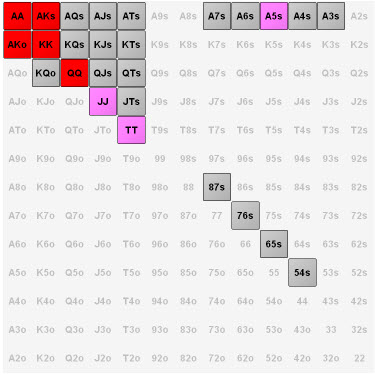 AA AKs AQs AJs ATs A9s A8s A7s A6s A5s A4s A3s A2s
AKo KK KQs KJs KTs K9s K8s K7s K6s K5s K4s K3s K2s
AQo KQo QQ QJs QTs Q9s Q8s Q7s Q6s Q5s Q4s Q3s Q2s
AJo KJo QJo JJ JTs J9s J8s J7s J6s J5s J4s J3s J2s
ATo KTo QTo JTo TT T9s T8s T7s T6s T5s T4s T3s T2s
A9o K9o Q9o J9o T9o 99 98s 97s 96s 95s 94s 93s 92s
A8o K8o Q8o J8o T8o 98o 88 87s 86s 85s 84s 83s 82s
A7o K7o Q7o J7o T7o 97o 87o 77 76s 75s 74s 73s 72s
A6o K6o Q6o J6o T6o 96o 86o 76o 66 65s 64s 63s 62s
A5o K5o Q5o J5o T5o 95o 85o 75o 65o 55 54s 53s 52s
A4o K4o Q4o J4o T4o 94o 84o 74o 64o 54o 44 43s 42s
A3o K3o Q3o J3o T3o 93o 83o 73o 63o 53o 43o 33 32s
A2o K2o Q2o J2o T2o 92o 82o 72o 62o 52o 42o 32o 22